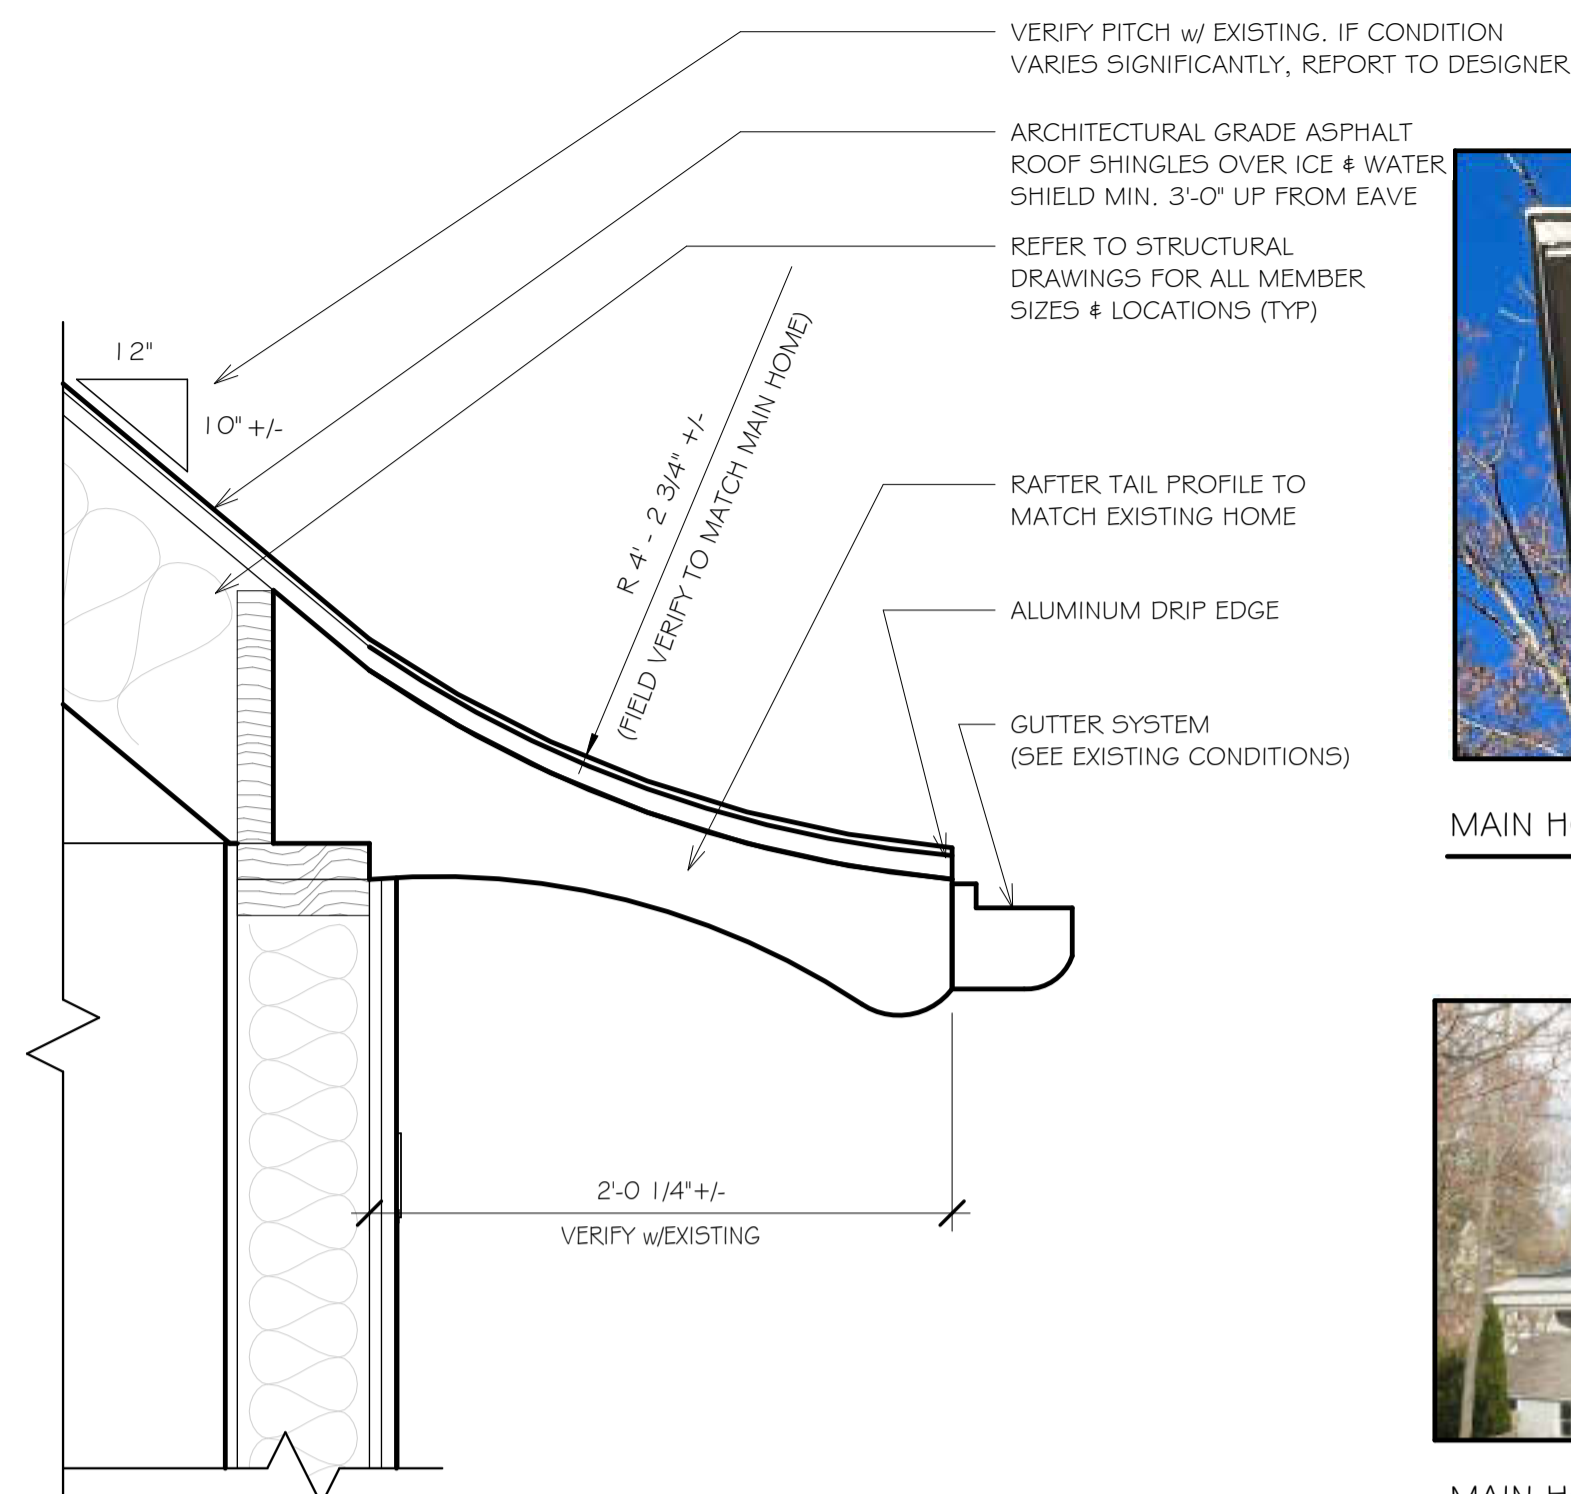 VERIFY PITCH w/ EXISTING. IF CONDITION
VARIES SIGNIFICANTLY, REPORT TO DESIGNER
ARCHITECTURAL GRADE ASPHALT
ROOF SHINGLES OVER ICE & WATER
SHIELD MIN. 3'-0" UP FROM EAVE
REFER TO STRUCTURAL
DRAWINGS FOR ALL MEMBER
SIZES & LOCATIONS (TYP)
12"
10" +/-
R 4' - 2 3/4" +/-
(FIELD VERIFY TO MATCH MAIN HOME)
RAFTER TAIL PROFILE TO
MATCH EXISTING HOME
ALUMINUM DRIP EDGE
GUTTER SYSTEM
(SEE EXISTING CONDITIONS)
MAIN
2'-0 1/4"+/-
VERIFY w/EXISTING
MAIN